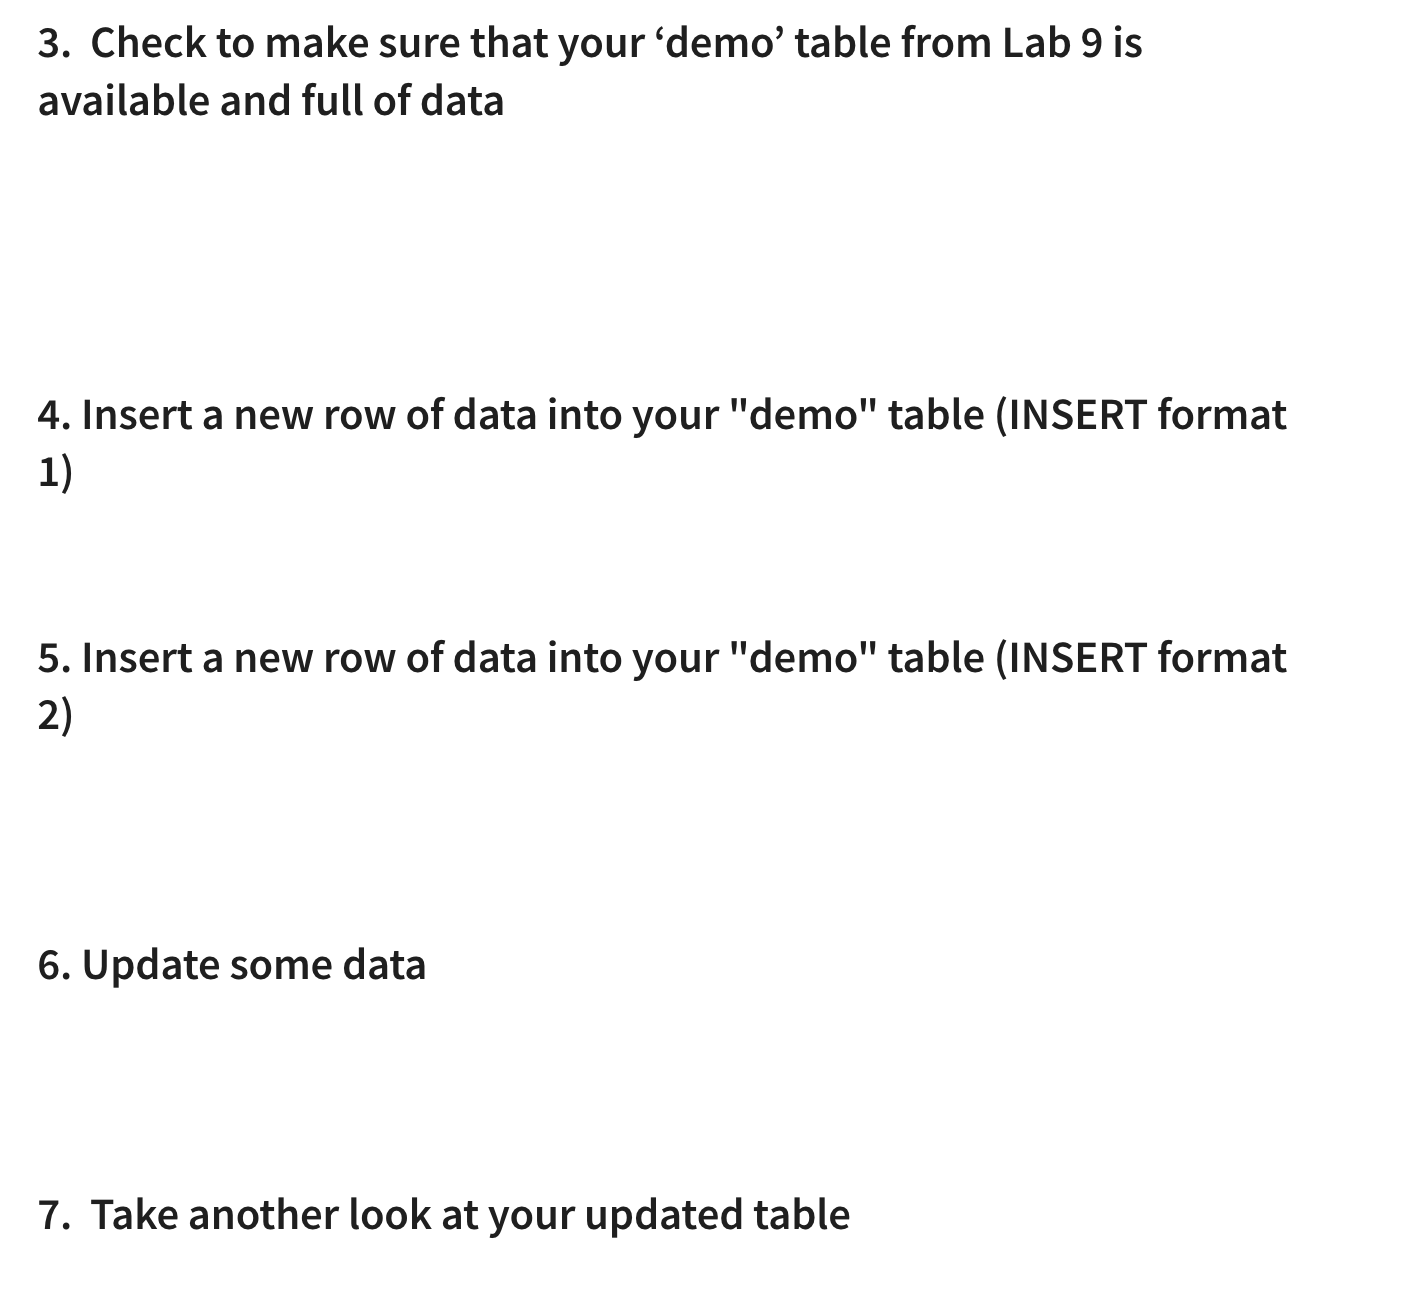 3.  Check to make sure that your ‘demo’ table from Lab 9 is
available and full of data
4. Insert a new row of data into your "demo" table (INSERT format
1)
5. Insert a new row of data into your "demo" table (INSERT format
2)
6. Update some data
7.  Take another look at your updated table